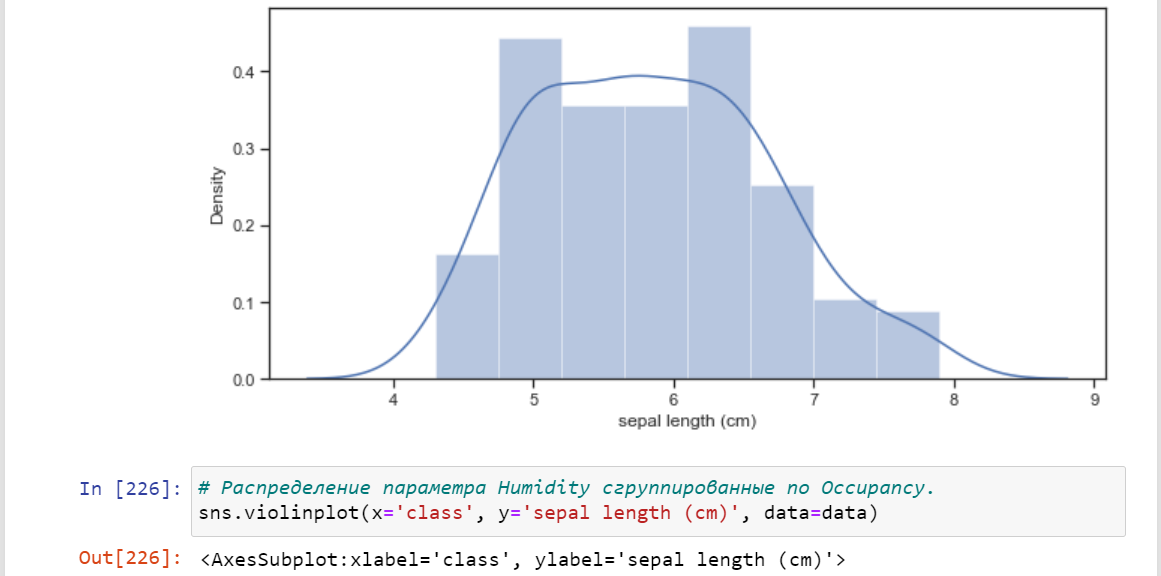 0.4
0.3
0.2
0.1
0.0
Density
4 5 6 7 8 9
sepal length (cm)
In [226]: # Распределение параметра Humidity сгруппированные по Occupancy.
sns.violinplot(x='class', y='sepal length (cm)', data=data)
Out[226]: <AxesSubplot:xlabel='class', ylabel='sepal length (cm)'>